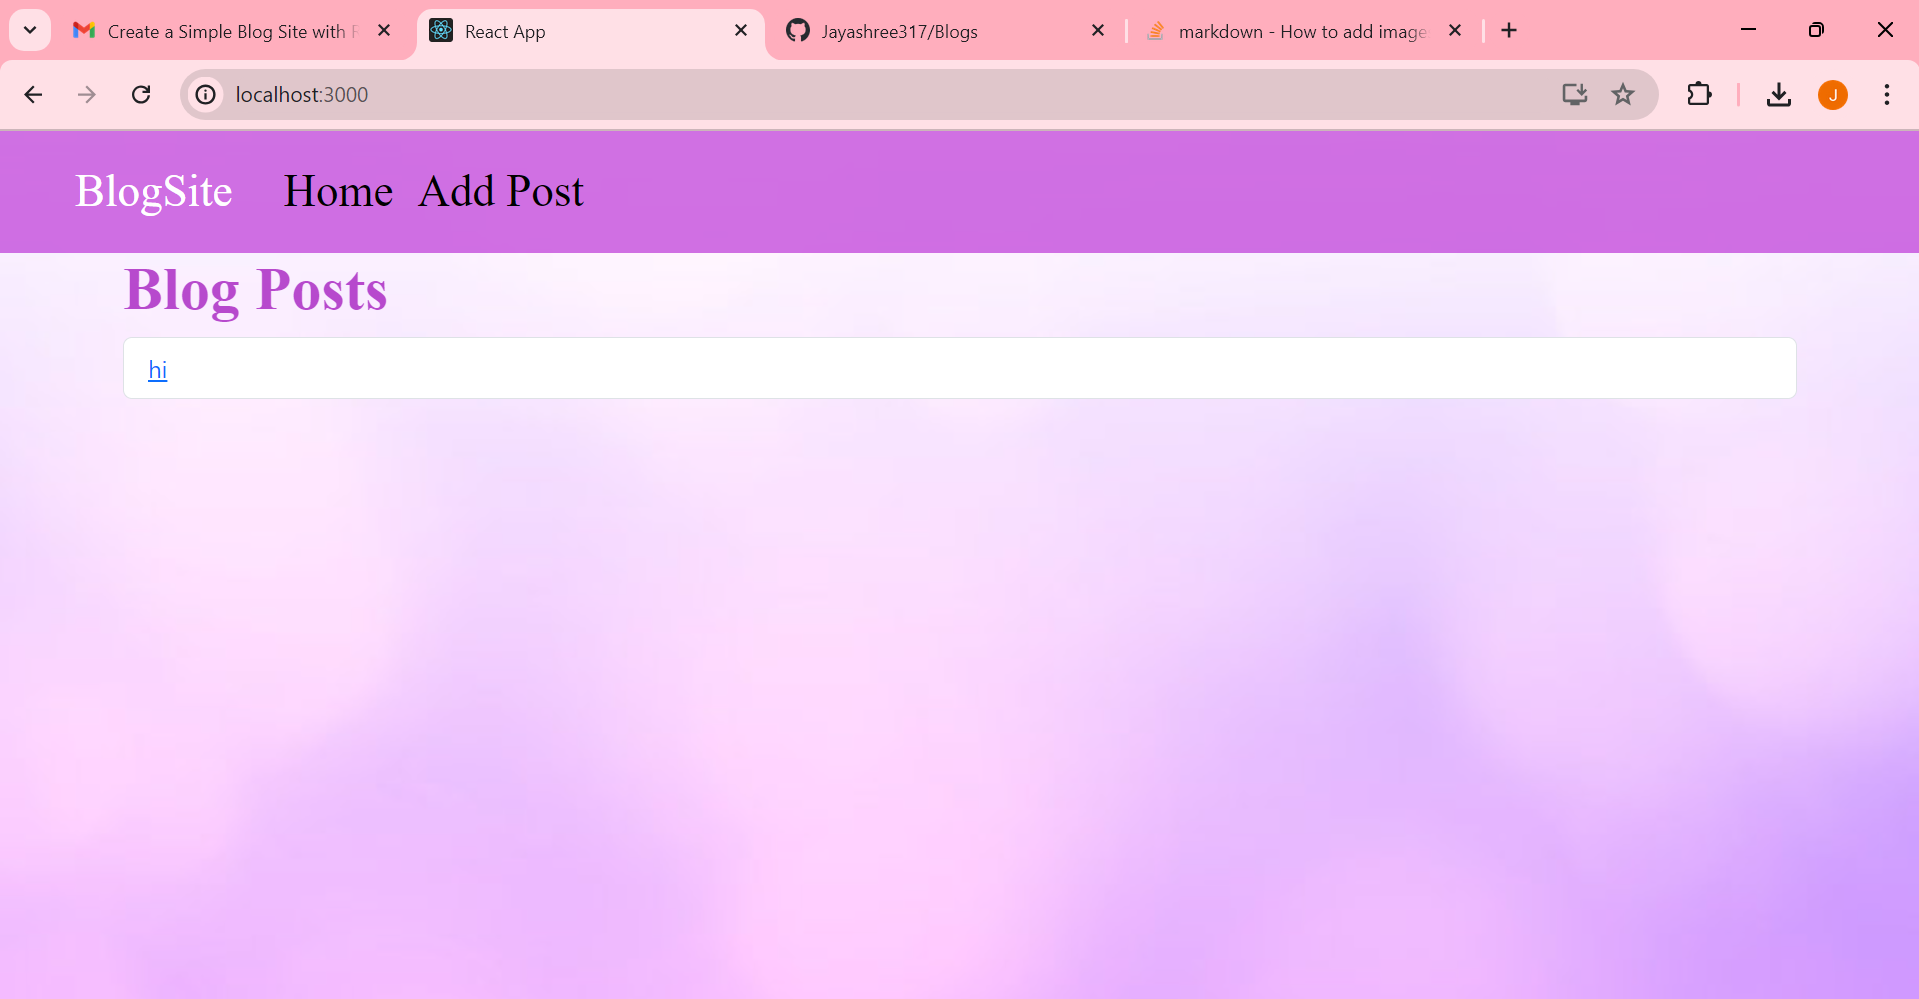 Create a Simple Blog Site with
React App
Jayashree317/Blogs
markdown - How to add image
localhost:3000
J
BlogSite Home Add Post
Blog Posts
hi